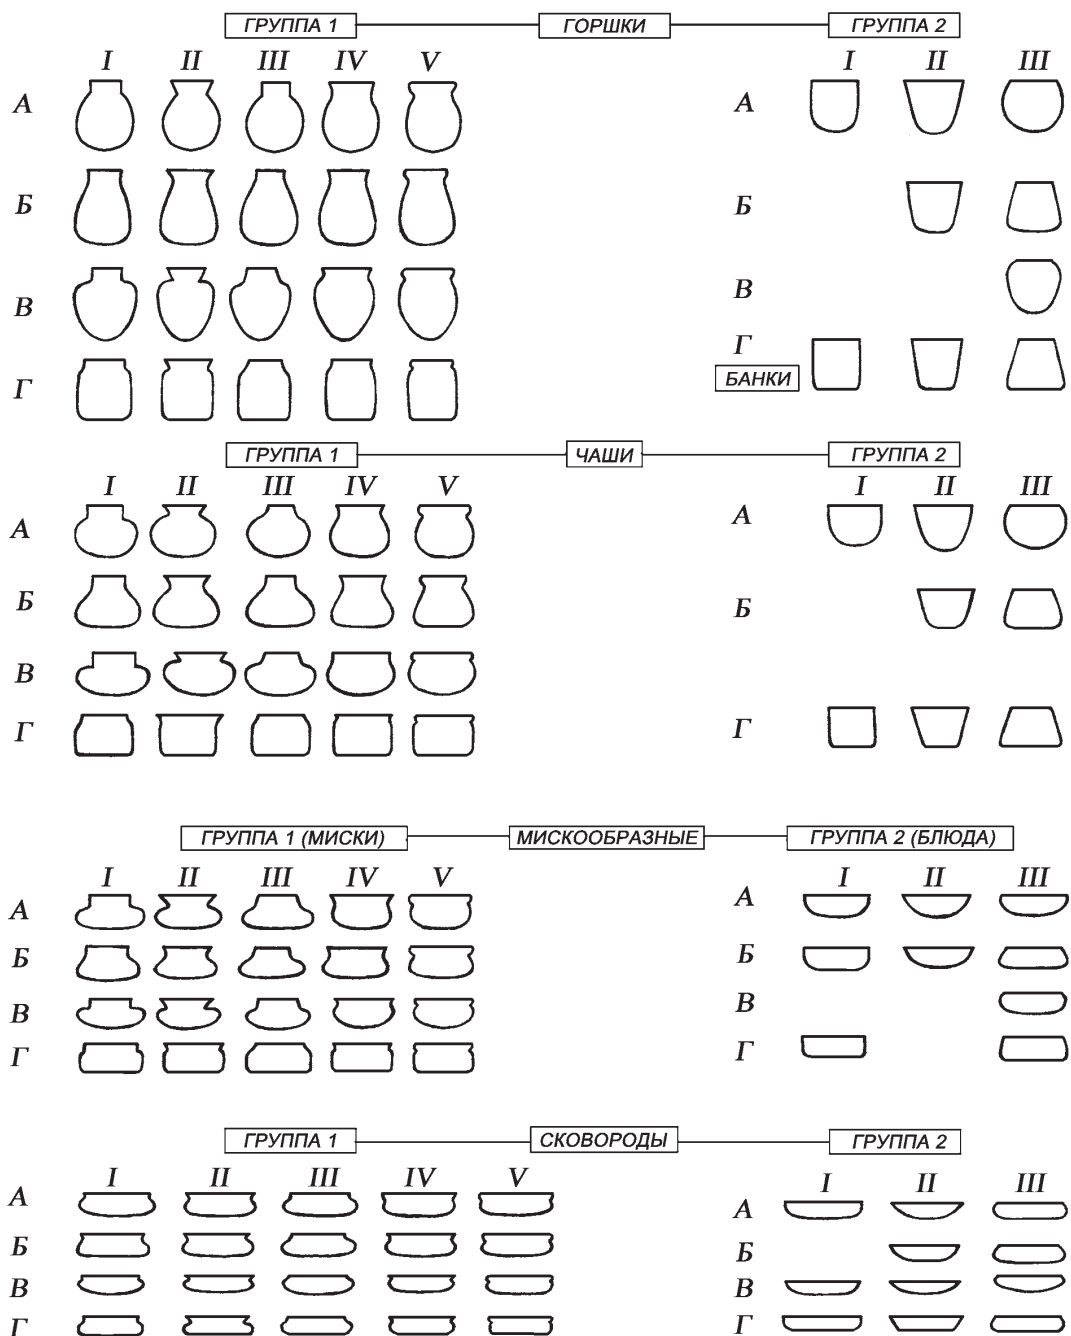 ГРУППА 1 ГОРШКИ ГРУППА 2
I II III IV V I II III
А А
Б Б
В В
Г Г
БАНКИ
ГРУППА 1 ЧАШИ ГРУППА 2
I II III IV V I II III
А А
Б Б
В
Г Г
ГРУППА 1 (МИСКИ) МИСКООБРАЗНЫЕ ГРУППА 2 (БЛЮДА)
I II III IV V I II III
А А
Б Б
В В
Г Г
ГРУППА 1 СКОВОРОДЫ ГРУППА 2
I II III IV V I II III
А А
Б Б
В В
Г Г